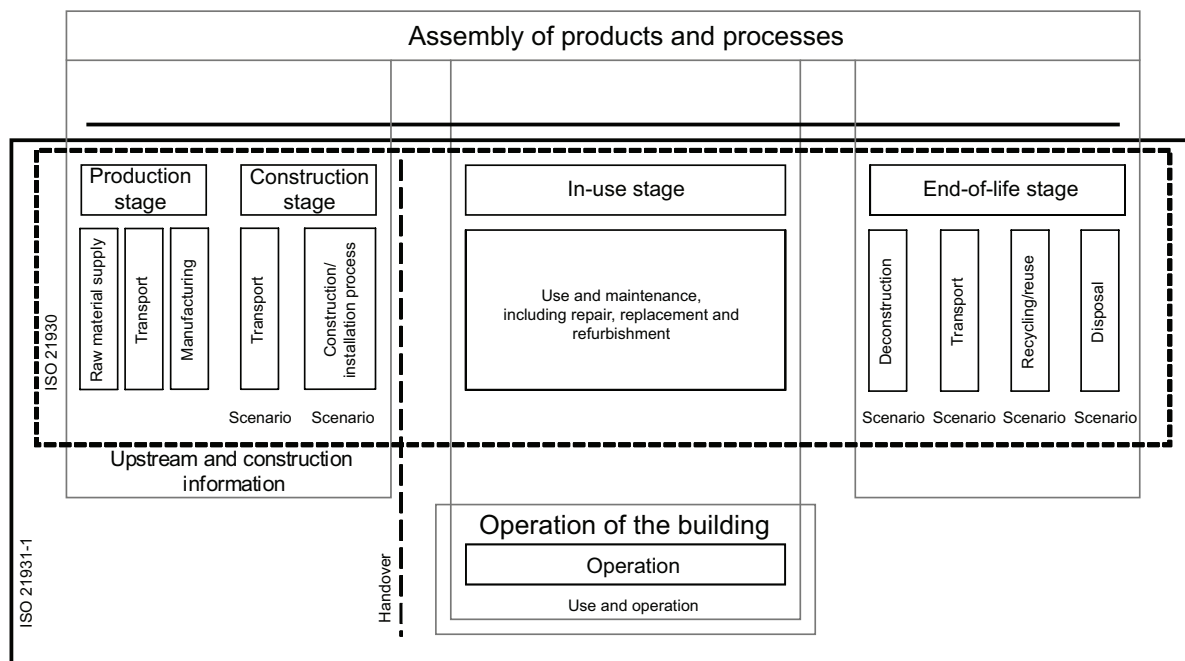 Assembly of products and processes
Production
stage
Construction
stage
In-use stage
End-of-life stage
Raw material supply
Transport
Manufacturing
Transport
Construction/
installation process
Use and maintenance,
including repair, replacement and
refurbishment
Deconstruction
Transport
Recycling/reuse
Disposal
ISO 21930
Scenario
Scenario
Scenario
Scenario
Scenario
Scenario
Upstream and construction
information
Operation of the building
Operation
Use and operation
Handover
ISO 21931-1